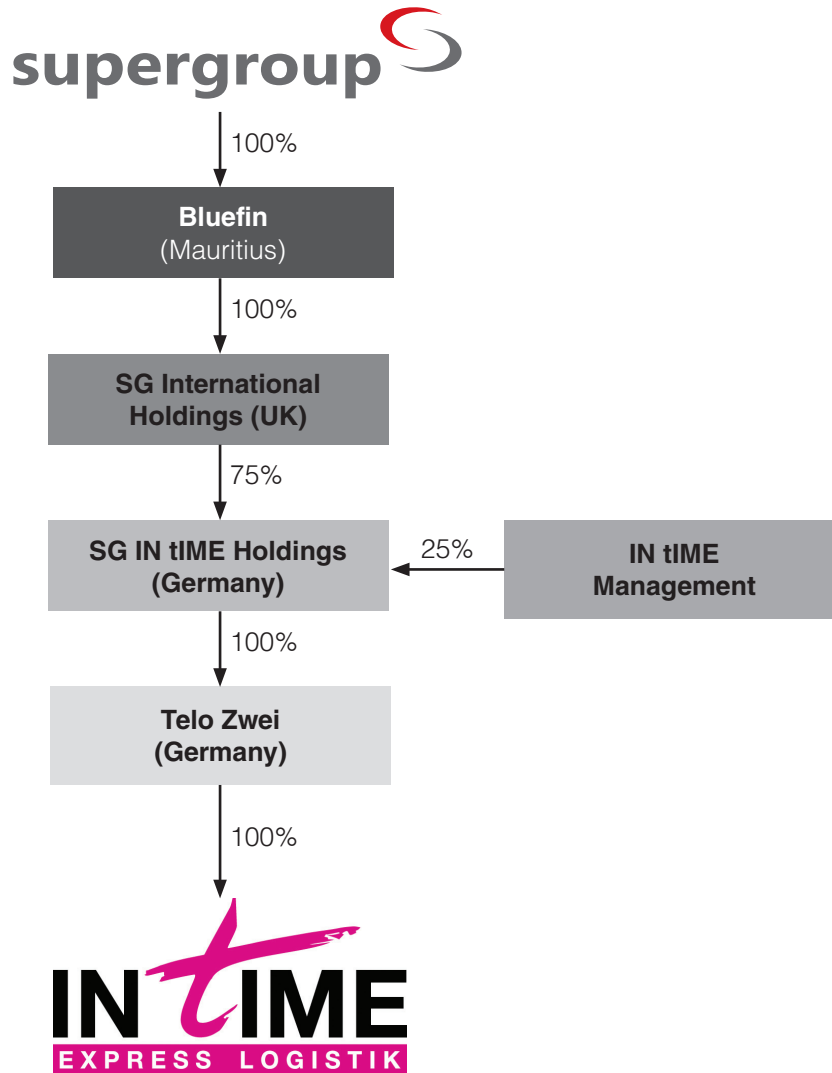 supergroup
100%
Bluefin
(Mauritius)
100%
SG International
Holdings (UK)
75%
SG IN tIME Holdings
(Germany)
25%
IN tIME
Management
100%
Telo Zwei
(Germany)
100%
IN tIME
EXPRESS LOGISTIK